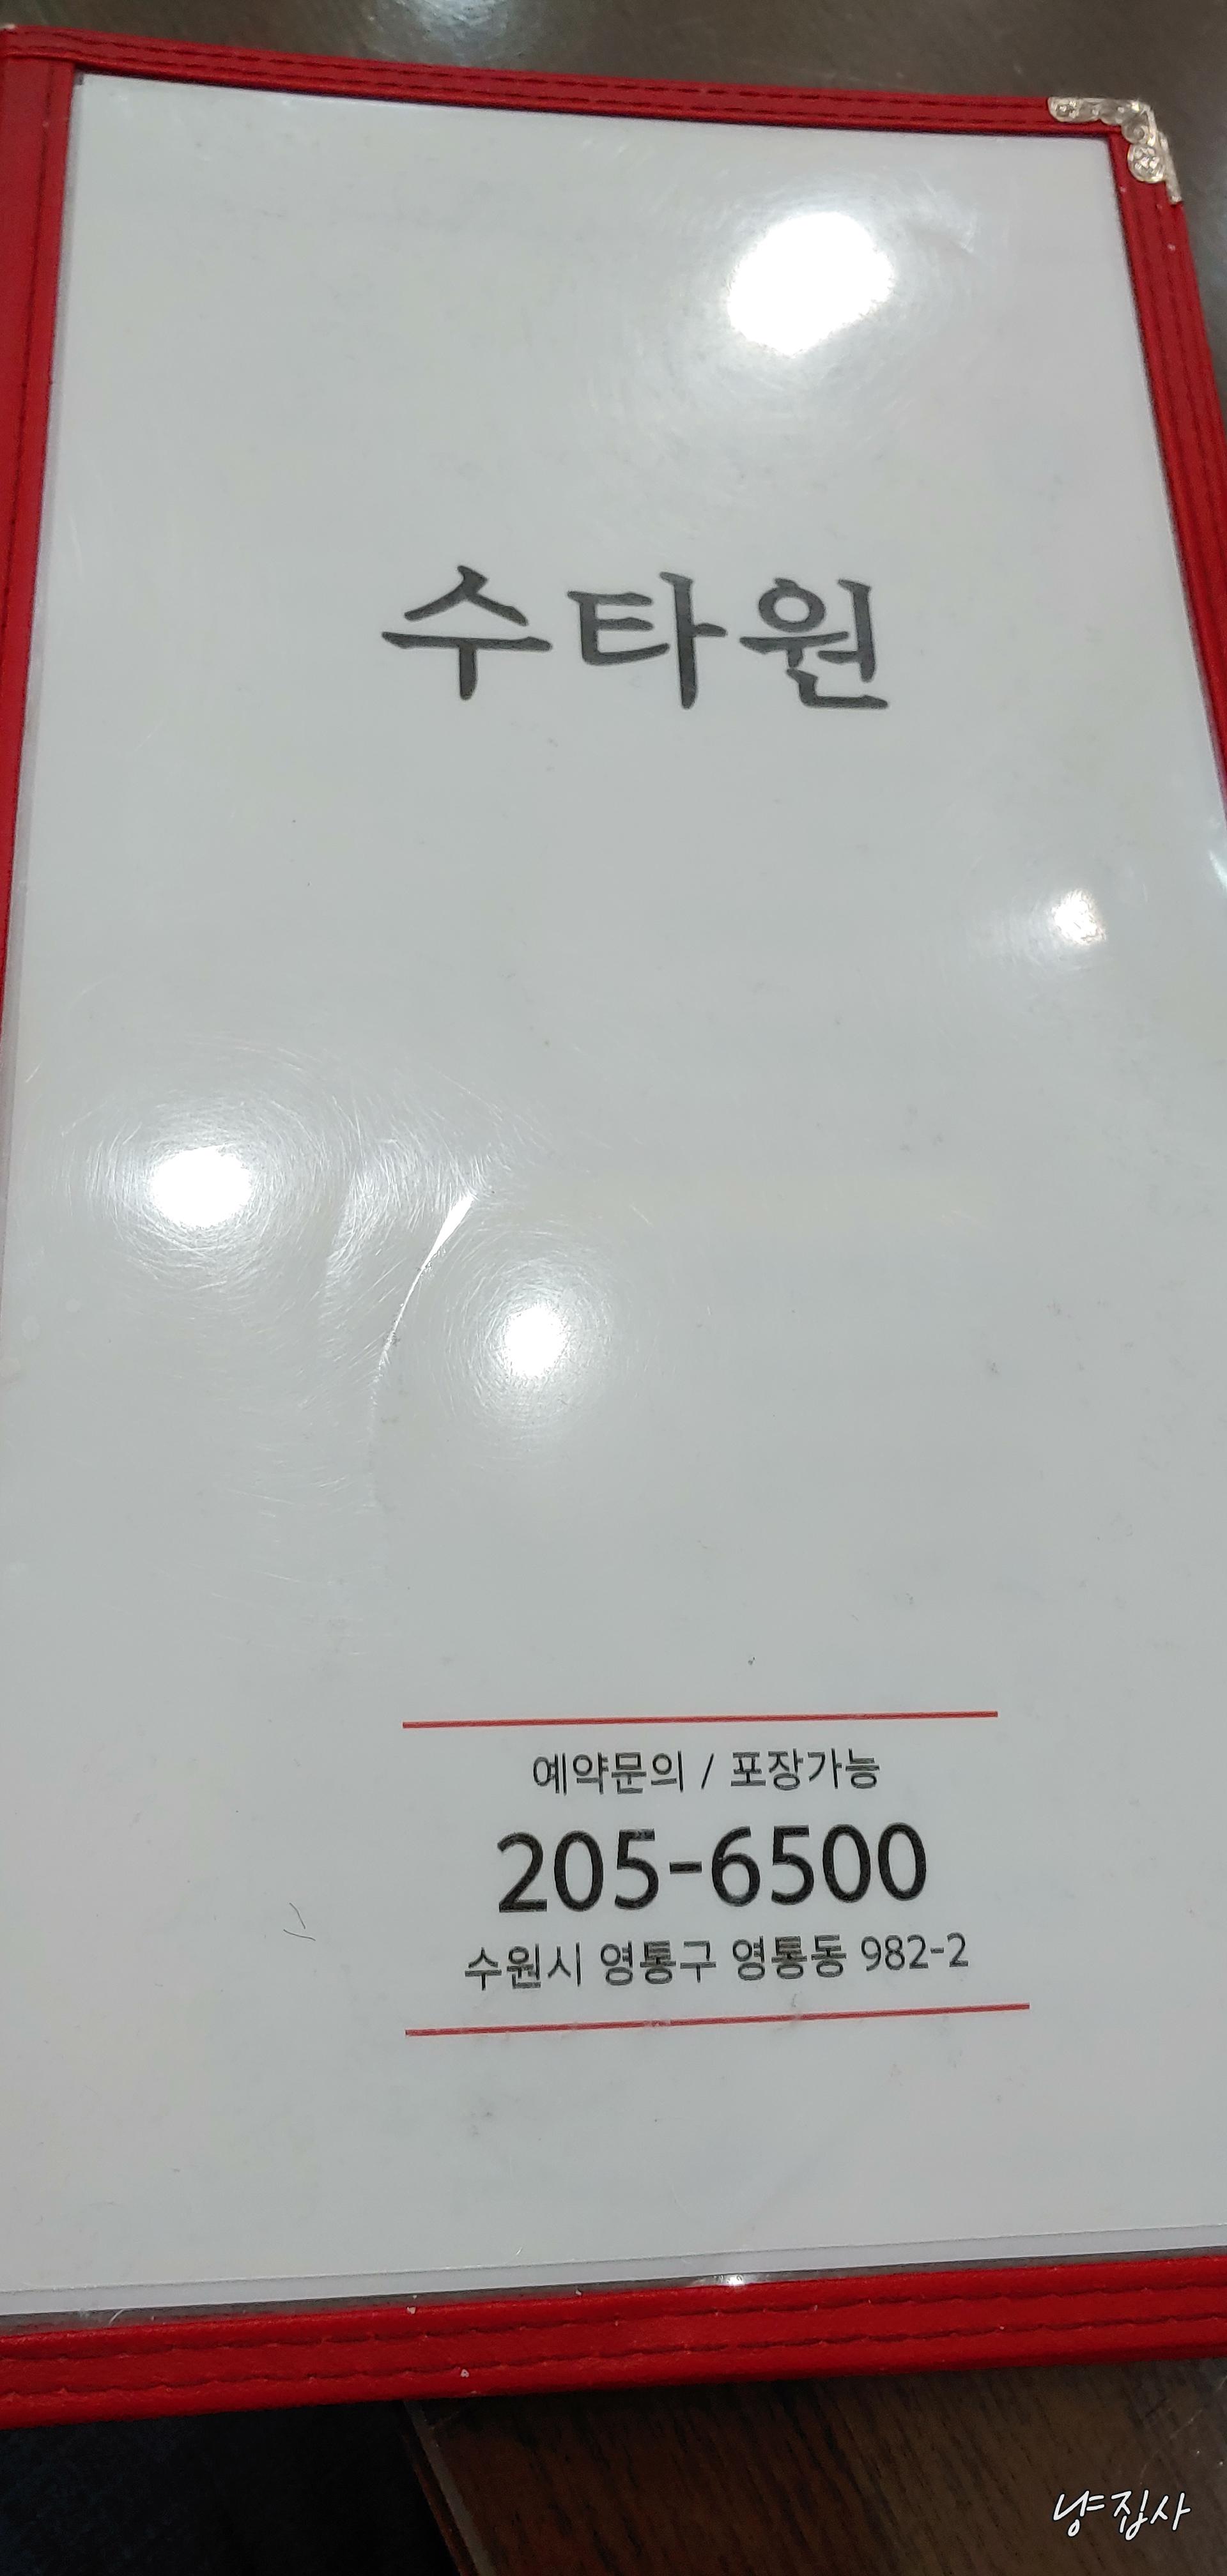 수타원
예약문의 / 포장가능
205-6500
수원시 영통구 영통동 982-2
냥집사